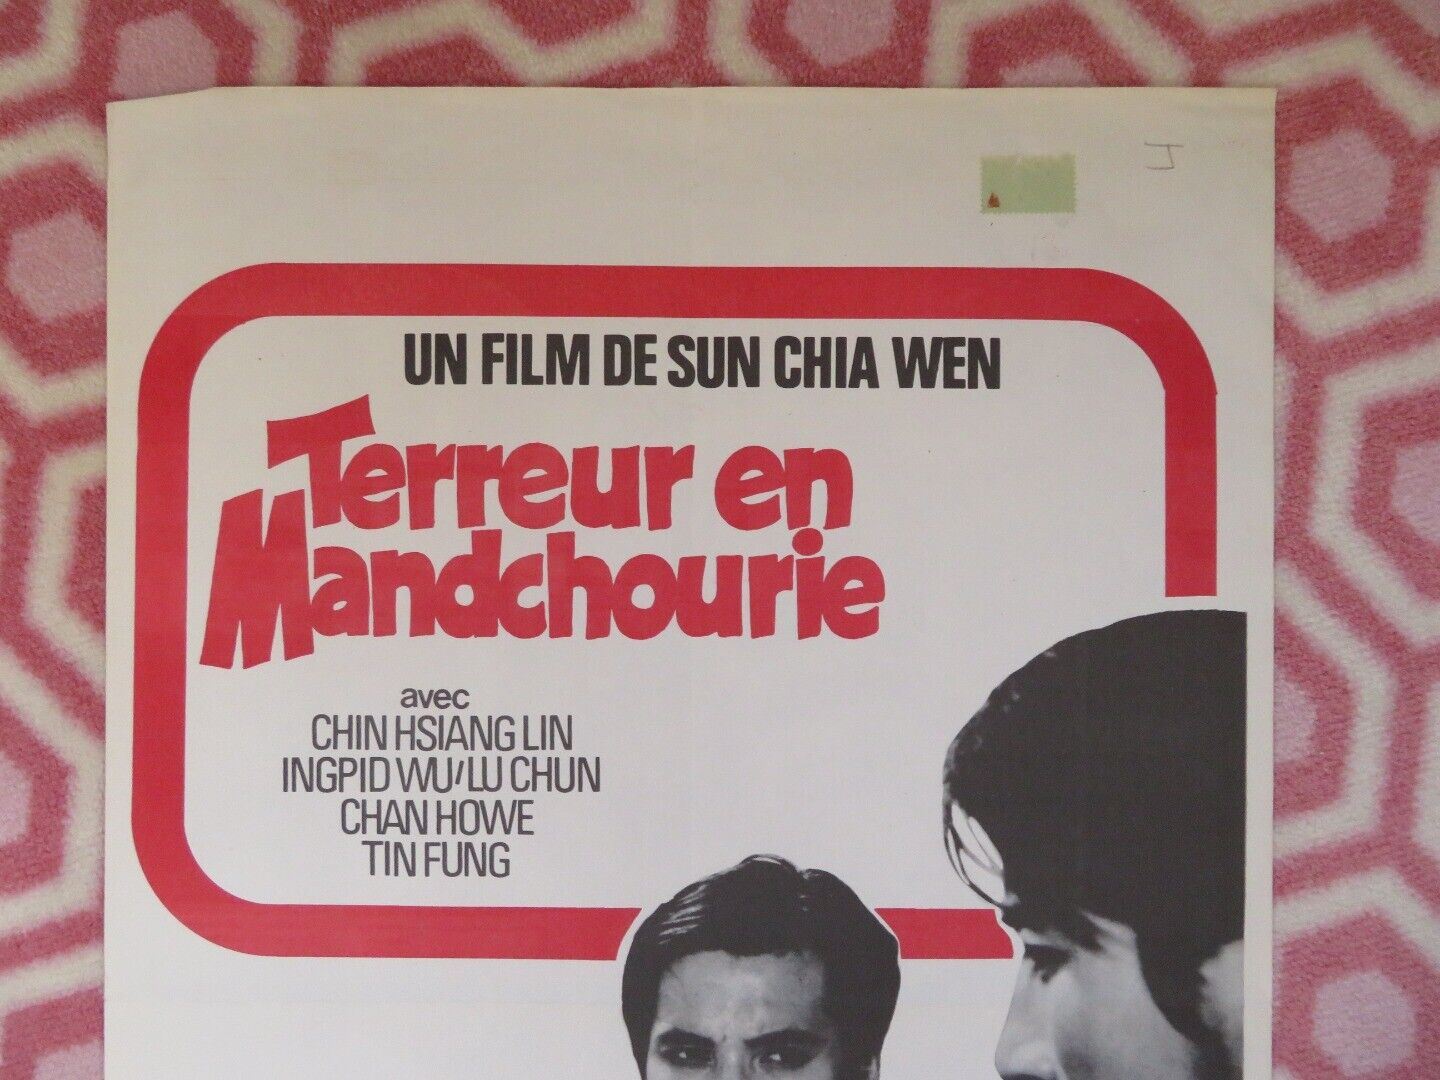 J
UN FILM DE SUN CHIA WEN
Terreur en
Mandchourie
avec
CHIN HSIANG LIN
INGPID WU/LU CHUN
CHAN HOWE
TIN FUNG